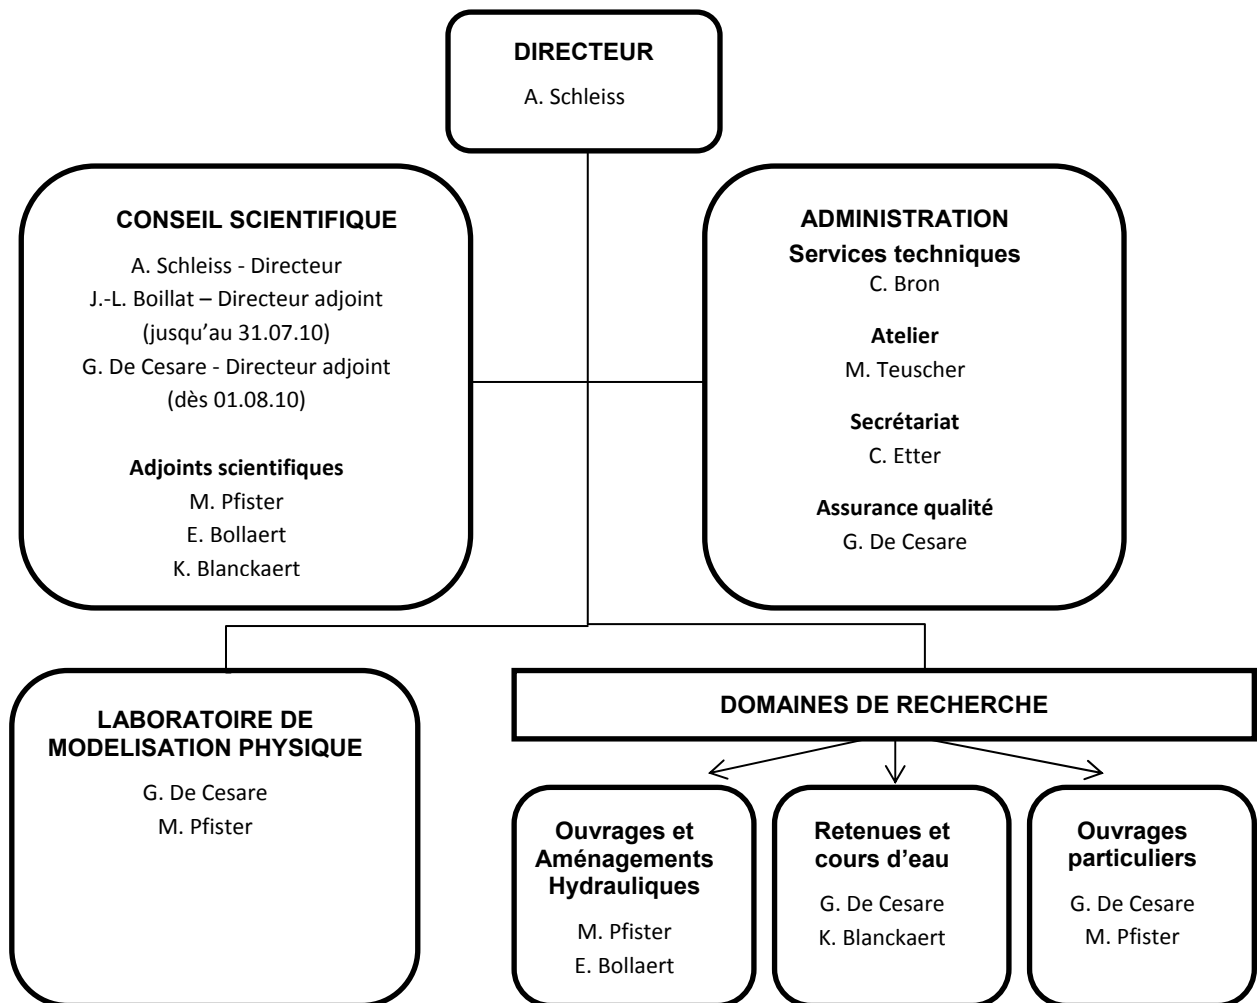 DIRECTEUR
A. Schleiss
CONSEIL SCIENTIFIQUE
A. Schleiss - Directeur
J.-L. Boillat – Directeur adjoint
(jusqu’au 31.07.10)
G. De Cesare - Directeur adjoint
(dès 01.08.10)
Adjoints scientifiques
M. Pfister
E. Bollaert
K. Blanckaert
ADMINISTRATION
Services techniques
C. Bron
Atelier
M. Teuscher
Secrétariat
C. Etter
Assurance qualité
G. De Cesare
LABORATOIRE DE
MODELISATION PHYSIQUE
G. De Cesare
M. Pfister
DOMAINES DE RECHERCHE
Ouvrages et
Aménagements
Hydrauliques
M. Pfister
E. Bollaert
Retenues et
cours d’eau
G. De Cesare
K. Blanckaert
Ouvrages
particuliers
G. De Cesare
M. Pfister